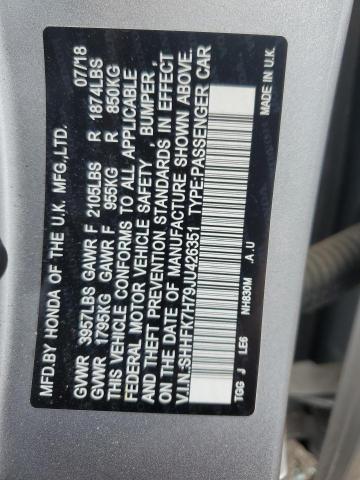 MFD.BY HONDA OF THE U.K. MFG.,LTD. 07/18
GVWR 3957LBS GAWR F 2105LBS R 1874LBS
GVWR 1795KG GAWR F 955KG R 850KG
THIS VEHICLE CONFORMS TO ALL APPLICABLE
FEDERAL MOTOR VEHICLE SAFETY , BUMPER ,
AND THEFT PREVENTION STANDARDS IN EFFECT
ON THE DATE OF MANUFACTURE SHOWN ABOVE.
V.I.N.:SHHFK7H79JU426351 TYPE:PASSENGER CAR
TGG J LE6 NH830M MADE IN UK
.A.U